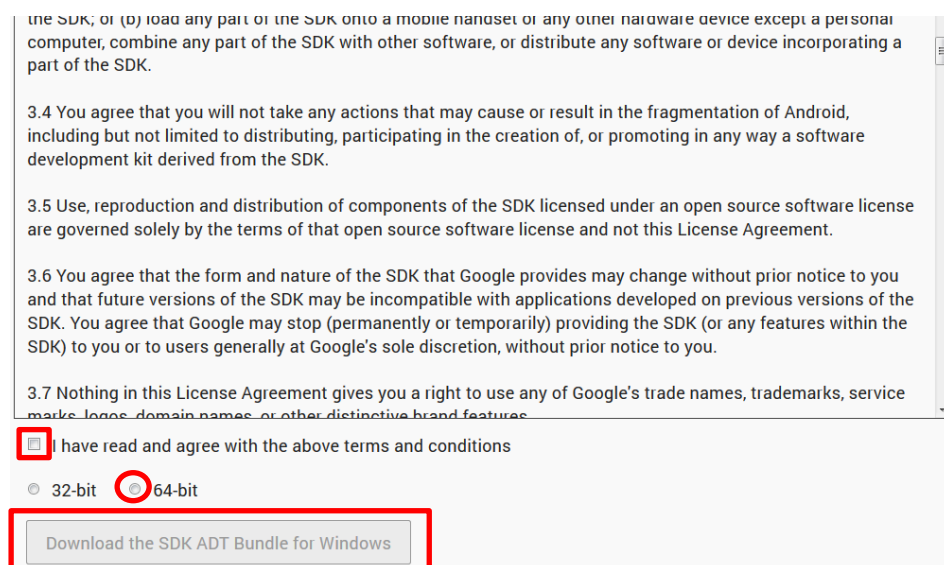 the SDK; or (b) load any part of the SDK onto a mobile handset or any other hardware device except a personal
computer, combine any part of the SDK with other software, or distribute any software or device incorporating a
part of the SDK.
3.4 You agree that you will not take any actions that may cause or result in the fragmentation of Android,
including but not limited to distributing, participating in the creation of, or promoting in any way a software
development kit derived from the SDK.
3.5 Use, reproduction and distribution of components of the SDK licensed under an open source software license
are governed solely by the terms of that open source software license and not this License Agreement.
3.6 You agree that the form and nature of the SDK that Google provides may change without prior notice to you
and that future versions of the SDK may be incompatible with applications developed on previous versions of the
SDK. You agree that Google may stop (permanently or temporarily) providing the SDK (or any features within the
SDK) to you or to users generally at Google's sole discretion, without prior notice to you.
3.7 Nothing in this License Agreement gives you a right to use any of Google's trade names, trademarks, service
marks, logos, domain names, or other distinctive brand features.
I have read and agree with the above terms and conditions
32-bit 64-bit
Download the SDK ADT Bundle for Windows